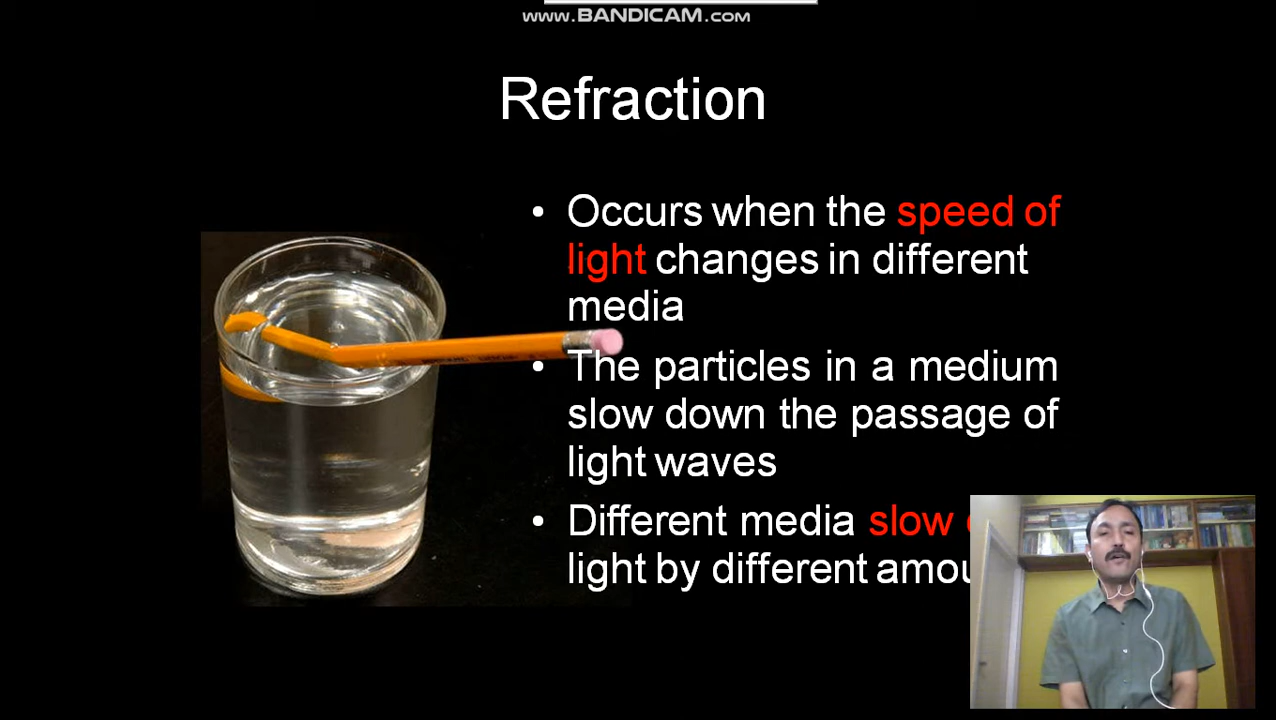 www.BANDICAM.com
Refraction
• Occurs when the speed of
light changes in different
media
• The particles in a medium
slow down the passage of
light waves
• Different media slow
light by different